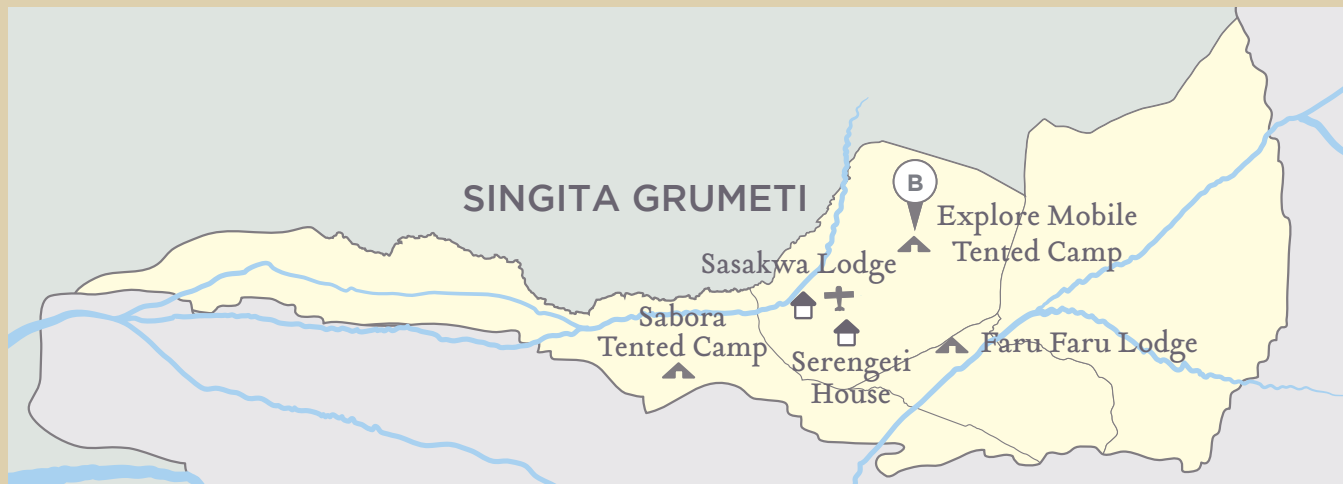 B
SINGITA GRUMETI
Explore Mobile
Tented Camp
Sasakwa Lodge
Sabora
Tented Camp
Serengeti
House
Faru Faru Lodge